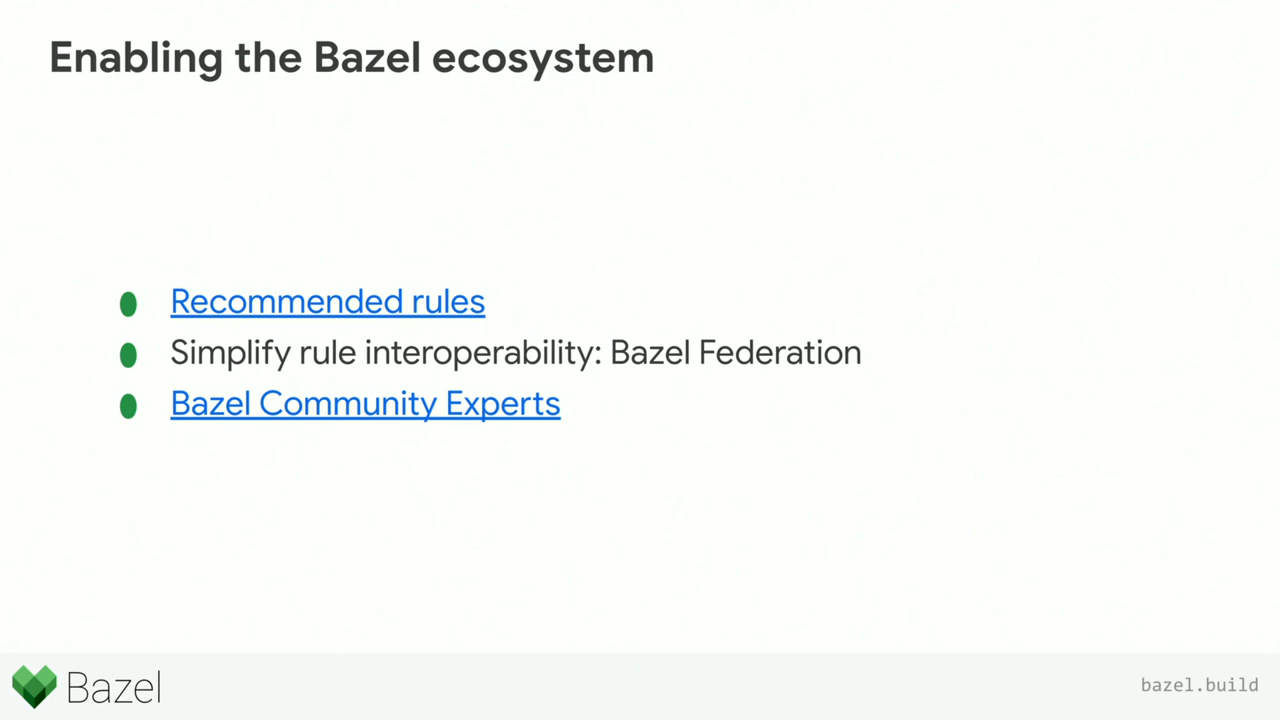 Enabling the Bazel ecosystem
Recommended rules
Simplify rule interoperability: Bazel Federation
Bazel Community Experts
Bazel
bazel.build